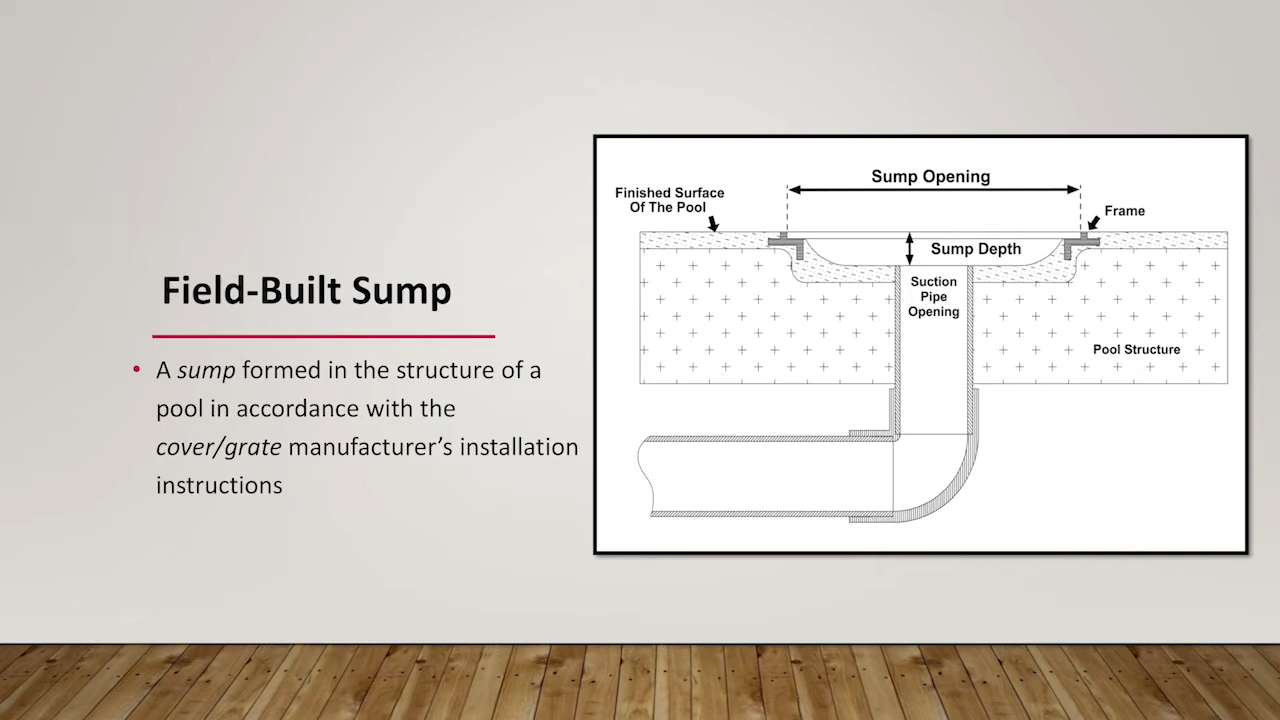 Field-Built Sump
• A sump formed in the structure of a
pool in accordance with the
cover/grate manufacturer’s installation
instructions
Sump Opening
Finished Surface
Of The Pool
Frame
Sump Depth
Suction
Pipe
Opening
Pool Structure